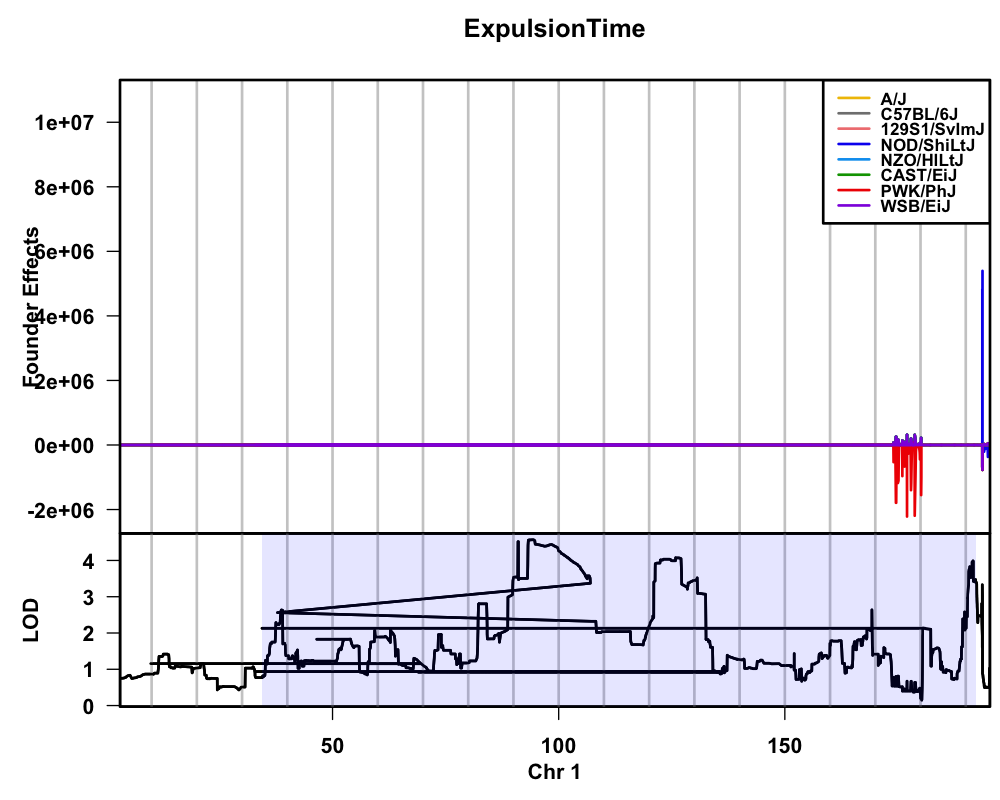 ExpulsionTime
A/J
C57BL/6J
129S1/SvImJ
NOD/ShiLtJ
NZO/HlLtJ
CAST/EiJ
PWK/PhJ
WSB/EiJ
Founder Effects
1e+07
8e+06
6e+06
4e+06
2e+06
0e+00
-2e+06
LOD
4
3
2
1
0
50 100 150
Chr 1